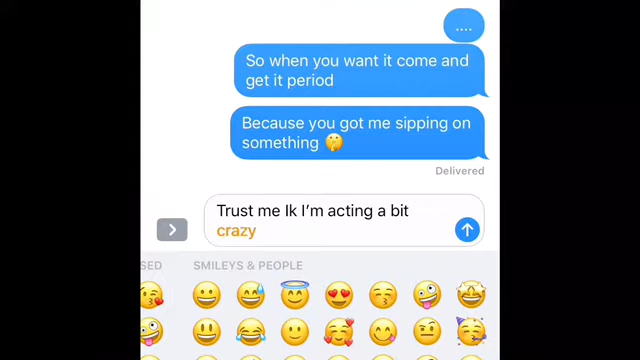 ....
So when you want it come and
get it period
Because you got me sipping on
something 🤫
Delivered
Trust me Ik I’m acting a bit
crazy
SED
SMILEYS & PEOPLE